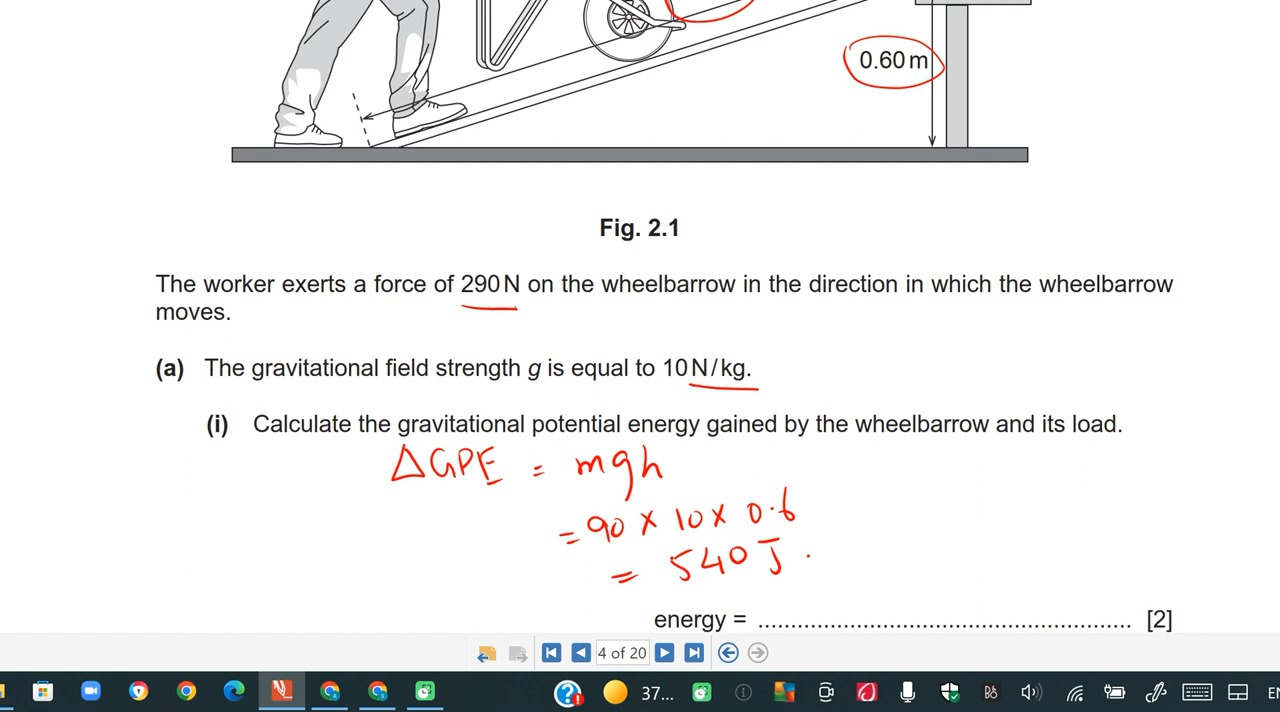 0.60 m
Fig. 2.1
The worker exerts a force of 290 N on the wheelbarrow in the direction in which the wheelbarrow
moves.
(a) The gravitational field strength g is equal to 10 N/kg.
(i) Calculate the gravitational potential energy gained by the wheelbarrow and its load.
△GPE = mgh
= 90 × 10 × 0.6
= 540 J.
energy = ........................................................ [2]
4 of 20
37...
EN